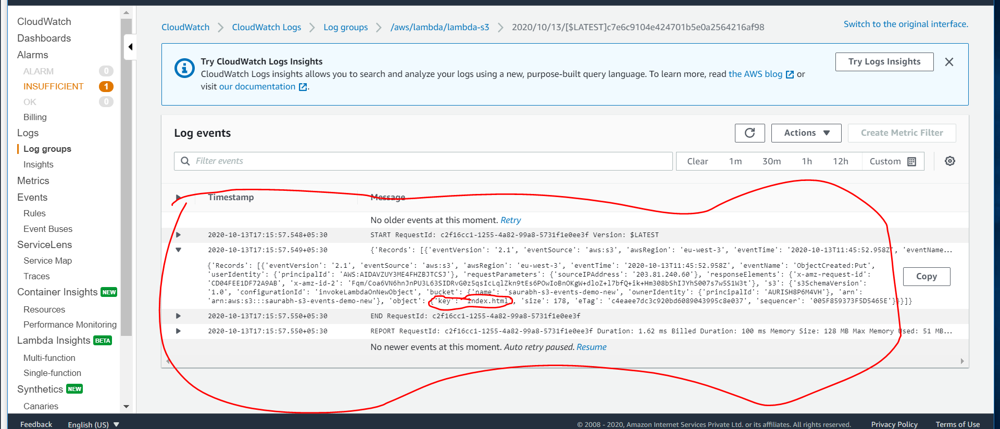 CloudWatch
Dashboards
Alarms
ALARM 0
INSUFFICIENT 1
OK 0
Billing
Logs
Log groups
Insights
Metrics
Events
Rules
Event Buses
ServiceLens
Service Map
Traces
Container Insights NEW
Resources
Performance Monitoring
Lambda Insights BETA
Multi-function
Single-function
Synthetics NEW
Canaries
CloudWatch > CloudWatch Logs > Log groups > /aws/lambda/lambda-s3 > 2020/10/13/[$LATEST]c7e6c9104e424701b5e0a2564216af98
Switch to the original interface.
Try CloudWatch Logs Insights
CloudWatch Logs insights allows you to search and analyze your logs using a new, purpose-built query language. To learn more, read the AWS blog or
visit our documentation.
Try Logs Insights
Log events
Actions
Create Metric Filter
Filter events
Clear 1m 30m 1h 12h Custom
Timestamp Message
No older events at this moment. Retry
2020-10-13T17:15:57.548+05:30 START RequestId: c2f16cc1-1255-4a82-99a8-5731f1e0ee3f Version: $LATEST
2020-10-13T17:15:57.549+05:30 {'Records': [{'eventVersion': '2.1', 'eventSource': 'aws:s3', 'awsRegion': 'eu-west-3', 'eventTime': '2020-10-13T11:45:52.958Z', 'eventName...
{'Records': [{'eventVersion': '2.1', 'eventSource': 'aws:s3', 'awsRegion': 'eu-west-3', 'eventTime': '2020-10-13T11:45:52.958Z', 'eventName': 'ObjectCreated:Put',
'userIdentity': {'principalId': 'AWS:AIDAVZUY3ME4FHZBJTCSJ'}, 'requestParameters': {'sourceIPAddress': '203.81.240.60'}, 'responseElements': {'x-amz-request-id':
'CD04FEE1DF72A9AB', 'x-amz-id-2': 'Fqm/Coa6VN6hnJnPU3L63SIDRvG0z5qsIcLqlZkn9tEs6POwIoBnOKgW+dloZ+l7bfQ+ik+Hm308bShIJYhS007s7w5S1W3t'}, 's3': {'s3SchemaVersion':
'1.0', 'configurationId': 'invokeLambdaOnNewObject', 'bucket': {'name': 'saurabh-s3-events-demo-new', 'ownerIdentity': {'principalId': 'AURISH8P6M4VH'}, 'arn':
'arn:aws:s3:::saurabh-s3-events-demo-new'}, 'object': {'key': 'index.html', 'size': 178, 'eTag': 'c4eaee7dc3c920bd6089043995c8e037', 'sequencer': '005F859373F5D5465E'}}}]}
Copy
2020-10-13T17:15:57.550+05:30 END RequestId: c2f16cc1-1255-4a82-99a8-5731f1e0ee3f
2020-10-13T17:15:57.550+05:30 REPORT RequestId: c2f16cc1-1255-4a82-99a8-5731f1e0ee3f Duration: 1.62 ms Billed Duration: 100 ms Memory Size: 128 MB Max Memory Used: 51 MB...
No newer events at this moment. Auto retry paused. Resume
Feedback English (US)
© 2008 - 2020, Amazon Internet Services Private Ltd. or its affiliates. All rights reserved. Privacy Policy Terms of Use